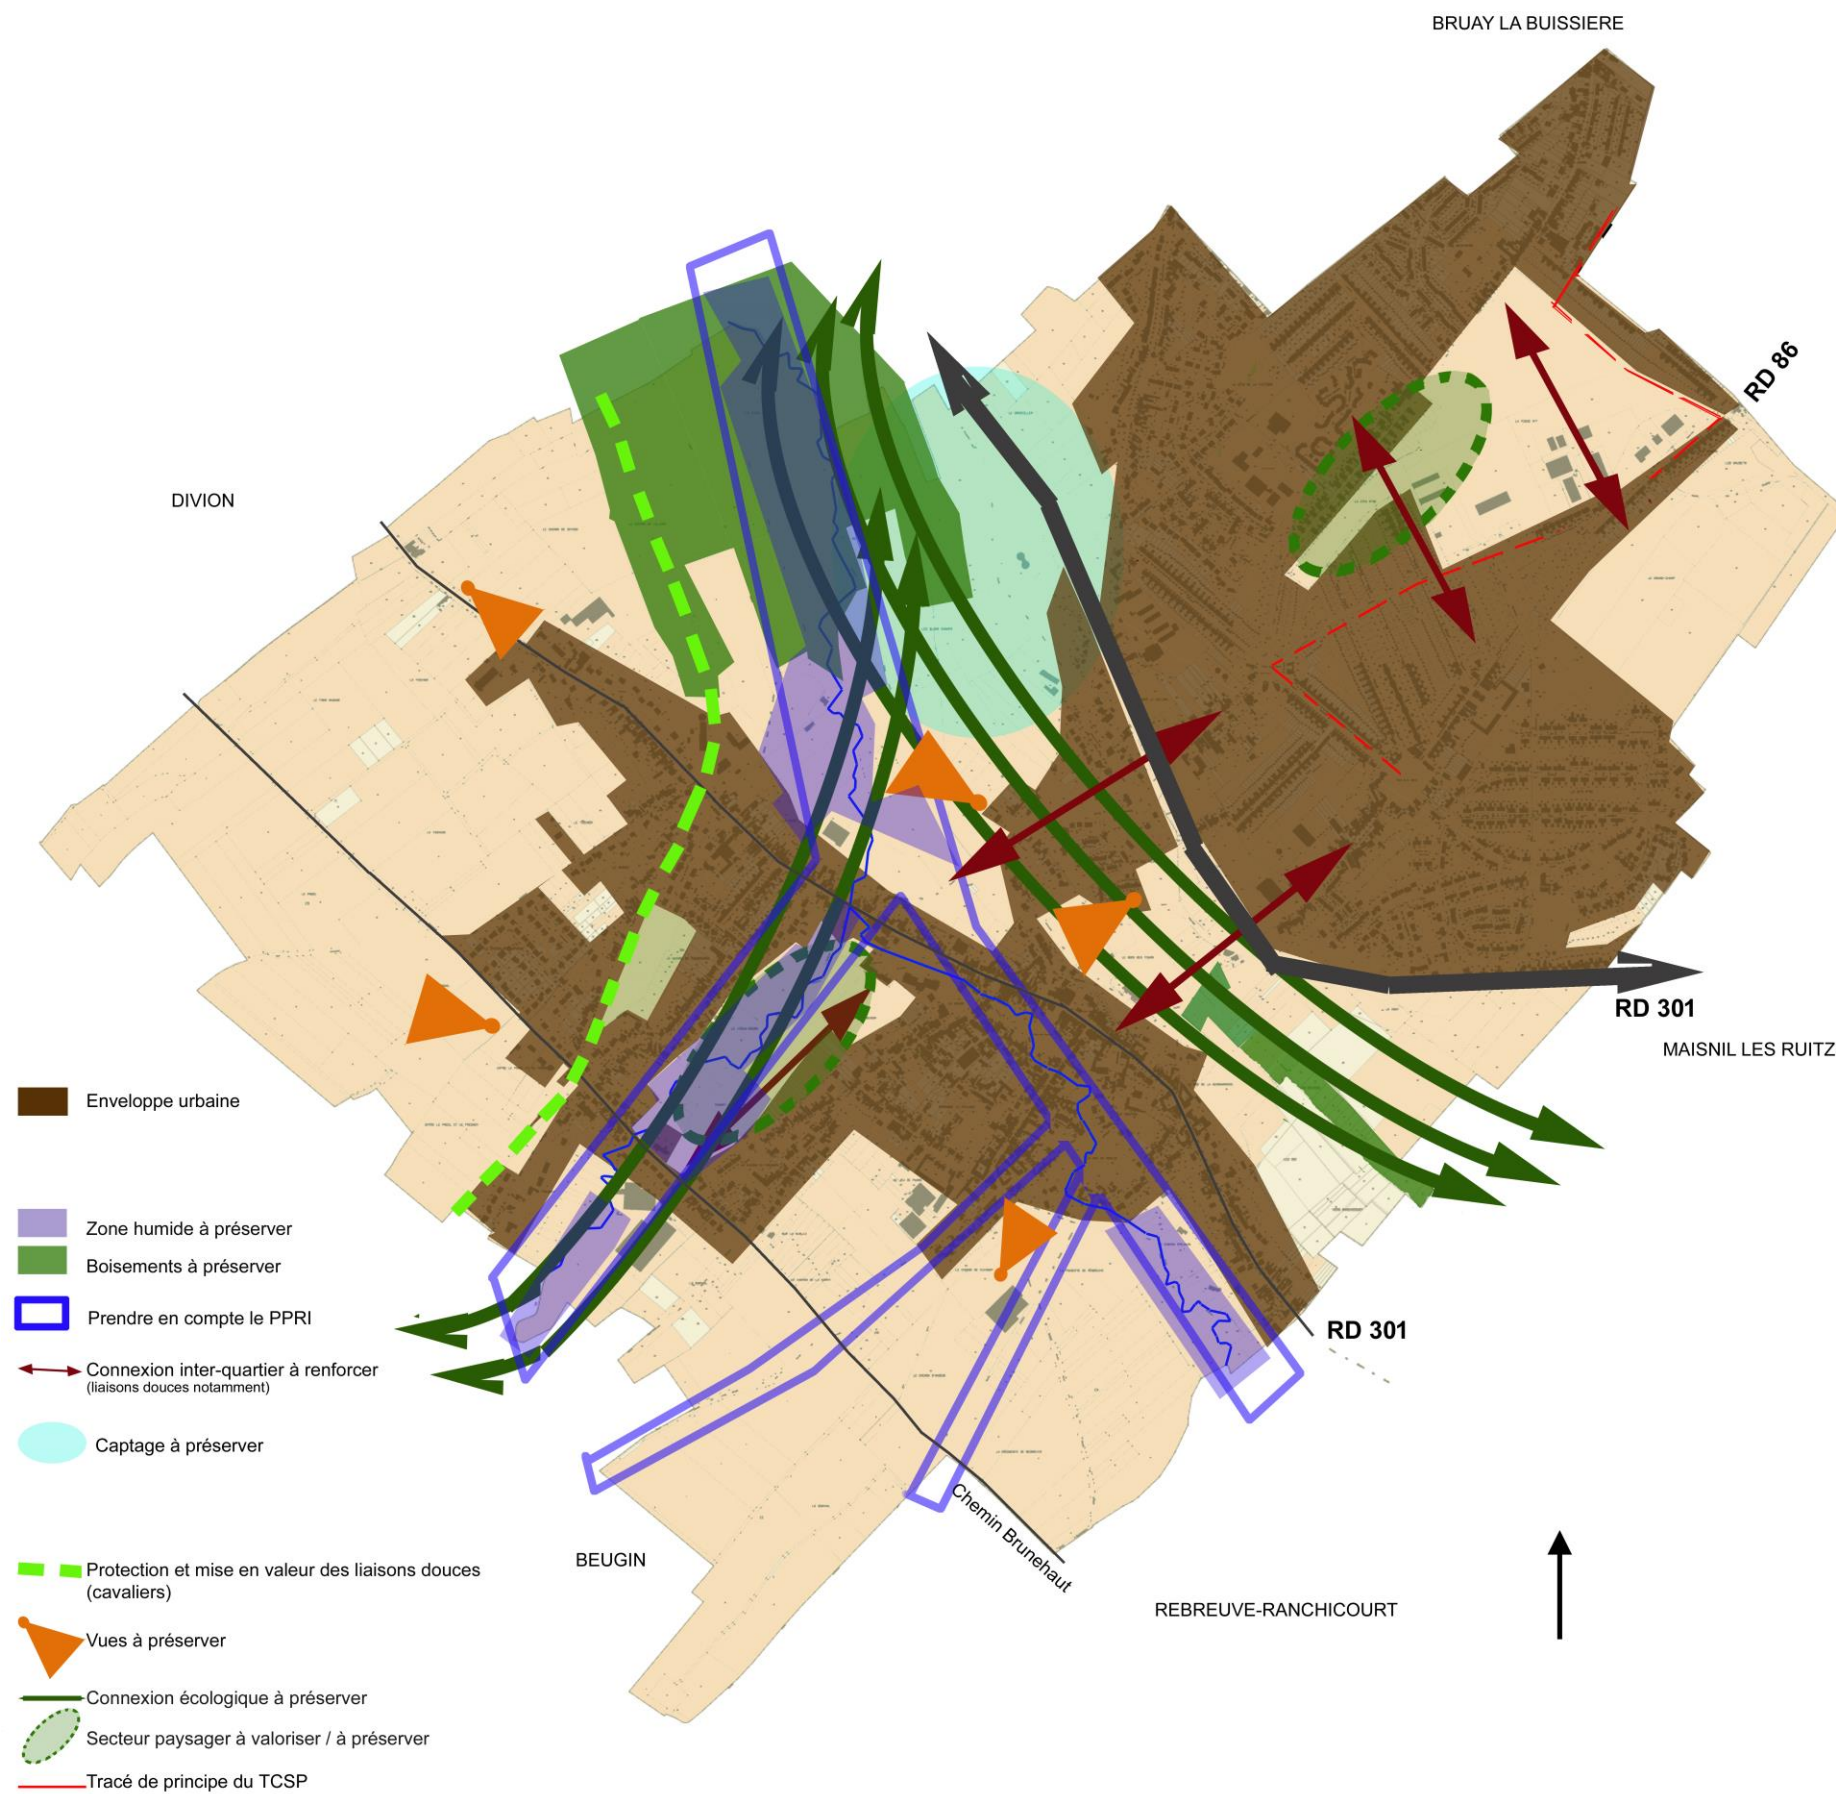 BRUAY LA BUISSIERE
RD 86
DIVION
RD 301
MAISNIL LES RUITZ
Enveloppe urbaine
Zone humide à préserver
Boisements à préserver
Prendre en compte le PPRI
RD 301
Connexion inter-quartier à renforcer
(liaisons douces notamment)
Captage à préserver
Chemin Brunehaut
BEUGIN
Protection et mise en valeur des liaisons douces
(cavaliers)
REBREUVE-RANCHICOURT
Vues à préserver
Connexion écologique à préserver
Secteur paysager à valoriser / à préserver
Tracé de principe du TCSP